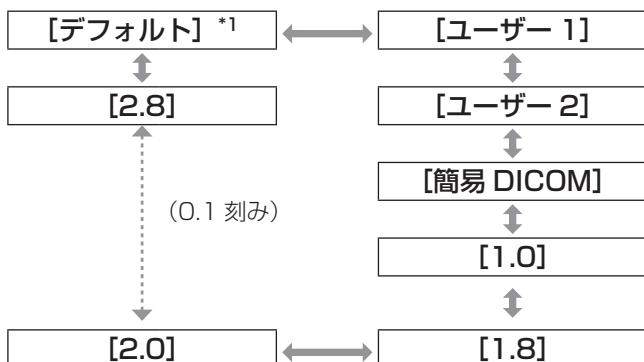 [デフォルト] *1
[ユーザー 1]
[2.8]
[ユーザー 2]
[簡易 DICOM]
(0.1 刻み)
[1.0]
[2.0]
[1.8]